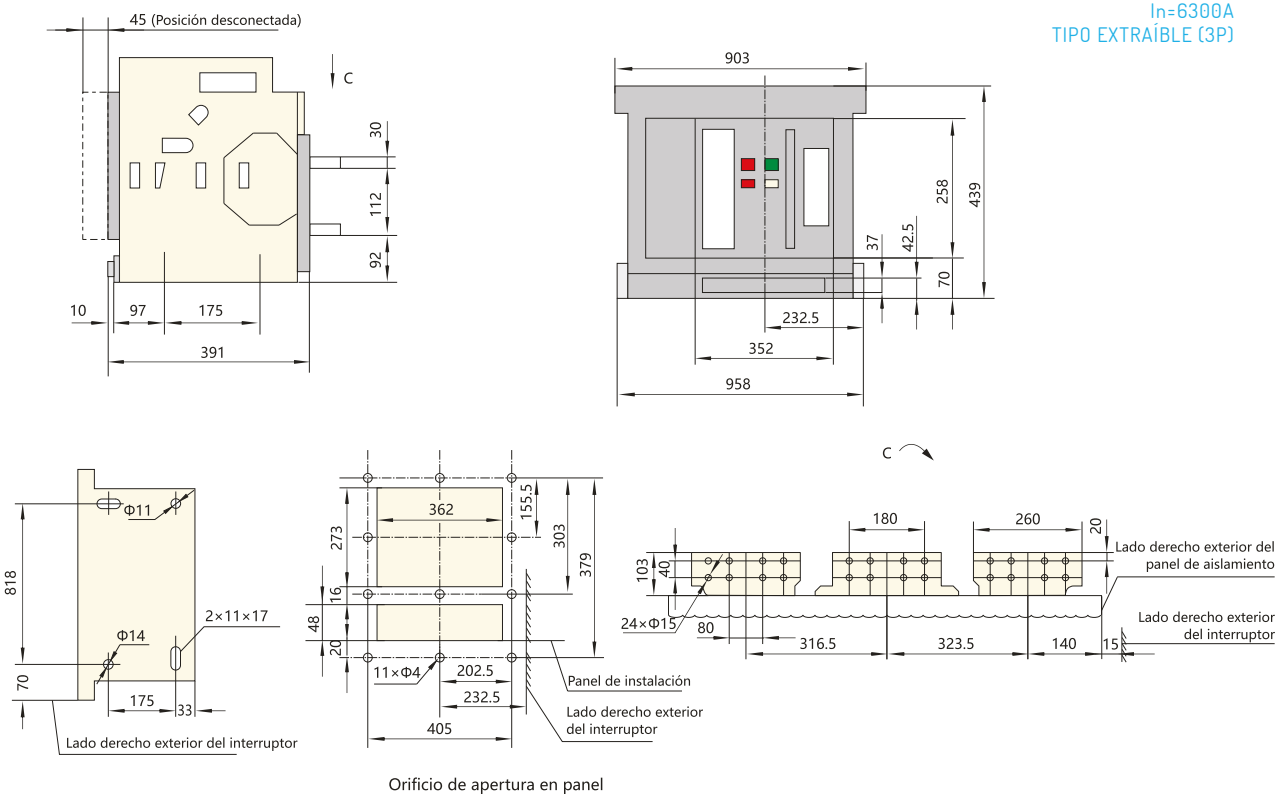 In=6300A
TIPO EXTRAÍBLE (3P)
45 (Posición desconectada)
C
30
112
92
10
97
175
391
903
258
439
37
42.5
70
232.5
352
958
Φ11
818
2×11×17
Φ14
70
175
33
Lado derecho exterior del interruptor
362
273
155.5
303
379
16
48
20
11×Φ4
202.5
232.5
405
Panel de instalación
Lado derecho exterior
del interruptor
Orificio de apertura en panel
C
180
260
20
103
40
Lado derecho exterior del
panel de aislamiento
24×Φ15
80
316.5
323.5
140
15
Lado derecho exterior
del interruptor